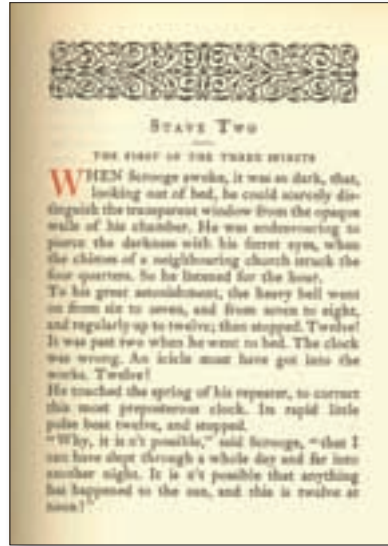 STAVE TWO
THE FIRST OF THE THREE SPIRITS
WHEN Scrooge awoke, it was so dark, that,
looking out of bed, he could scarcely dis-
tinguish the transparent window from the opaque
walls of his chamber. He was endeavouring to
pierce the darkness with his ferret eyes, when
the chimes of a neighbouring church struck the
four quarters. So he listened for the hour.
To his great astonishment, the heavy bell went
on from six to seven, and from seven to eight,
and regularly up to twelve; then stopped. Twelve!
It was past two when he went to bed. The clock
was wrong. An icicle must have got into the
works. Twelve!
He touched the spring of his repeater, to correct
this most preposterous clock. Its rapid little
pulse beat twelve, and stopped.
"Why, it is n't possible," said Scrooge, "that I
can have slept through a whole day and far into
another night. It is n't possible that anything
has happened to the sun, and this is twelve at
noon!"